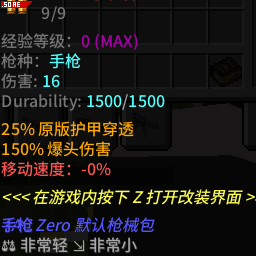 .50 AE
9/9
经验等级: 0 (MAX)
枪种: 手枪
伤害: 16
Durability: 1500/1500
25% 原版护甲穿透
150% 爆头伤害
移动速度: -0%
<<< 在游戏内按下 Z 打开改装界面 >
手枪 Zero 默认枪械包
非常轻 非常小